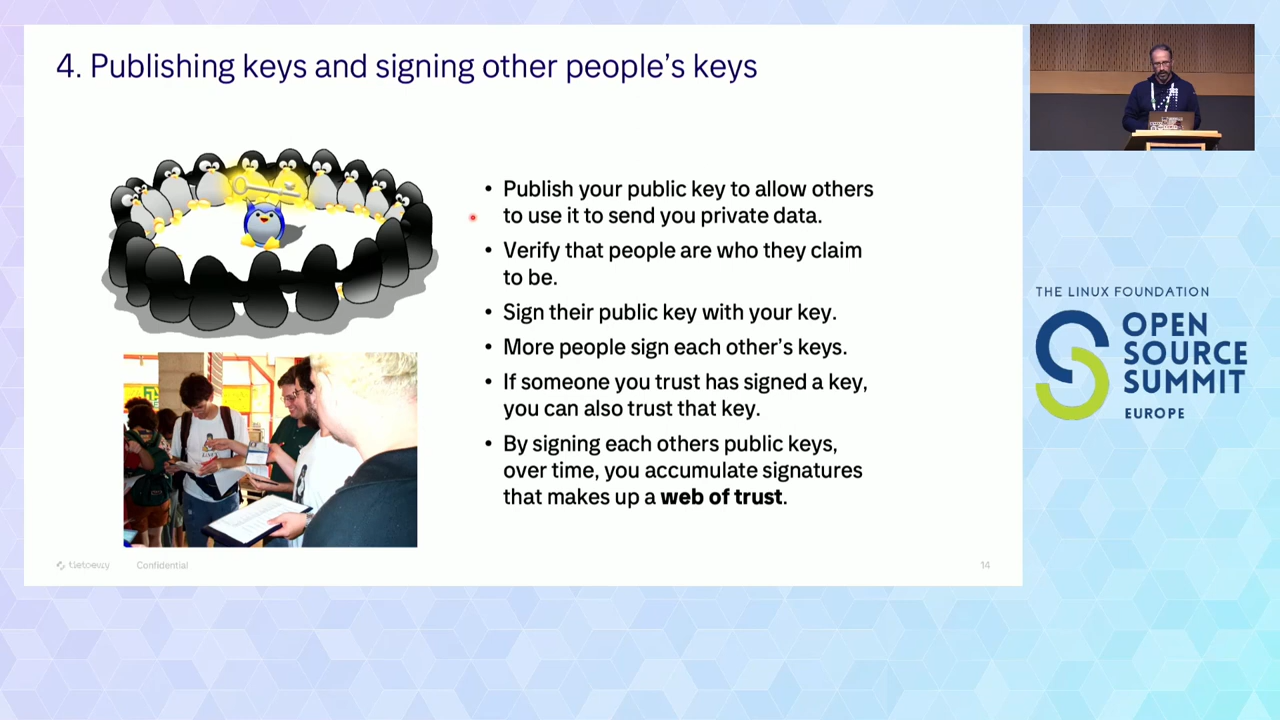 4. Publishing keys and signing other people's keys
• Publish your public key to allow others
to use it to send you private data.
• Verify that people are who they claim
to be.
• Sign their public key with your key.
• More people sign each other's keys.
• If someone you trust has signed a key,
you can also trust that key.
• By signing each others public keys,
over time, you accumulate signatures
that makes up a web of trust.
tietoevry
Confidential
14
THE LINUX FOUNDATION
OPEN
SOURCE
SUMMIT
EUROPE